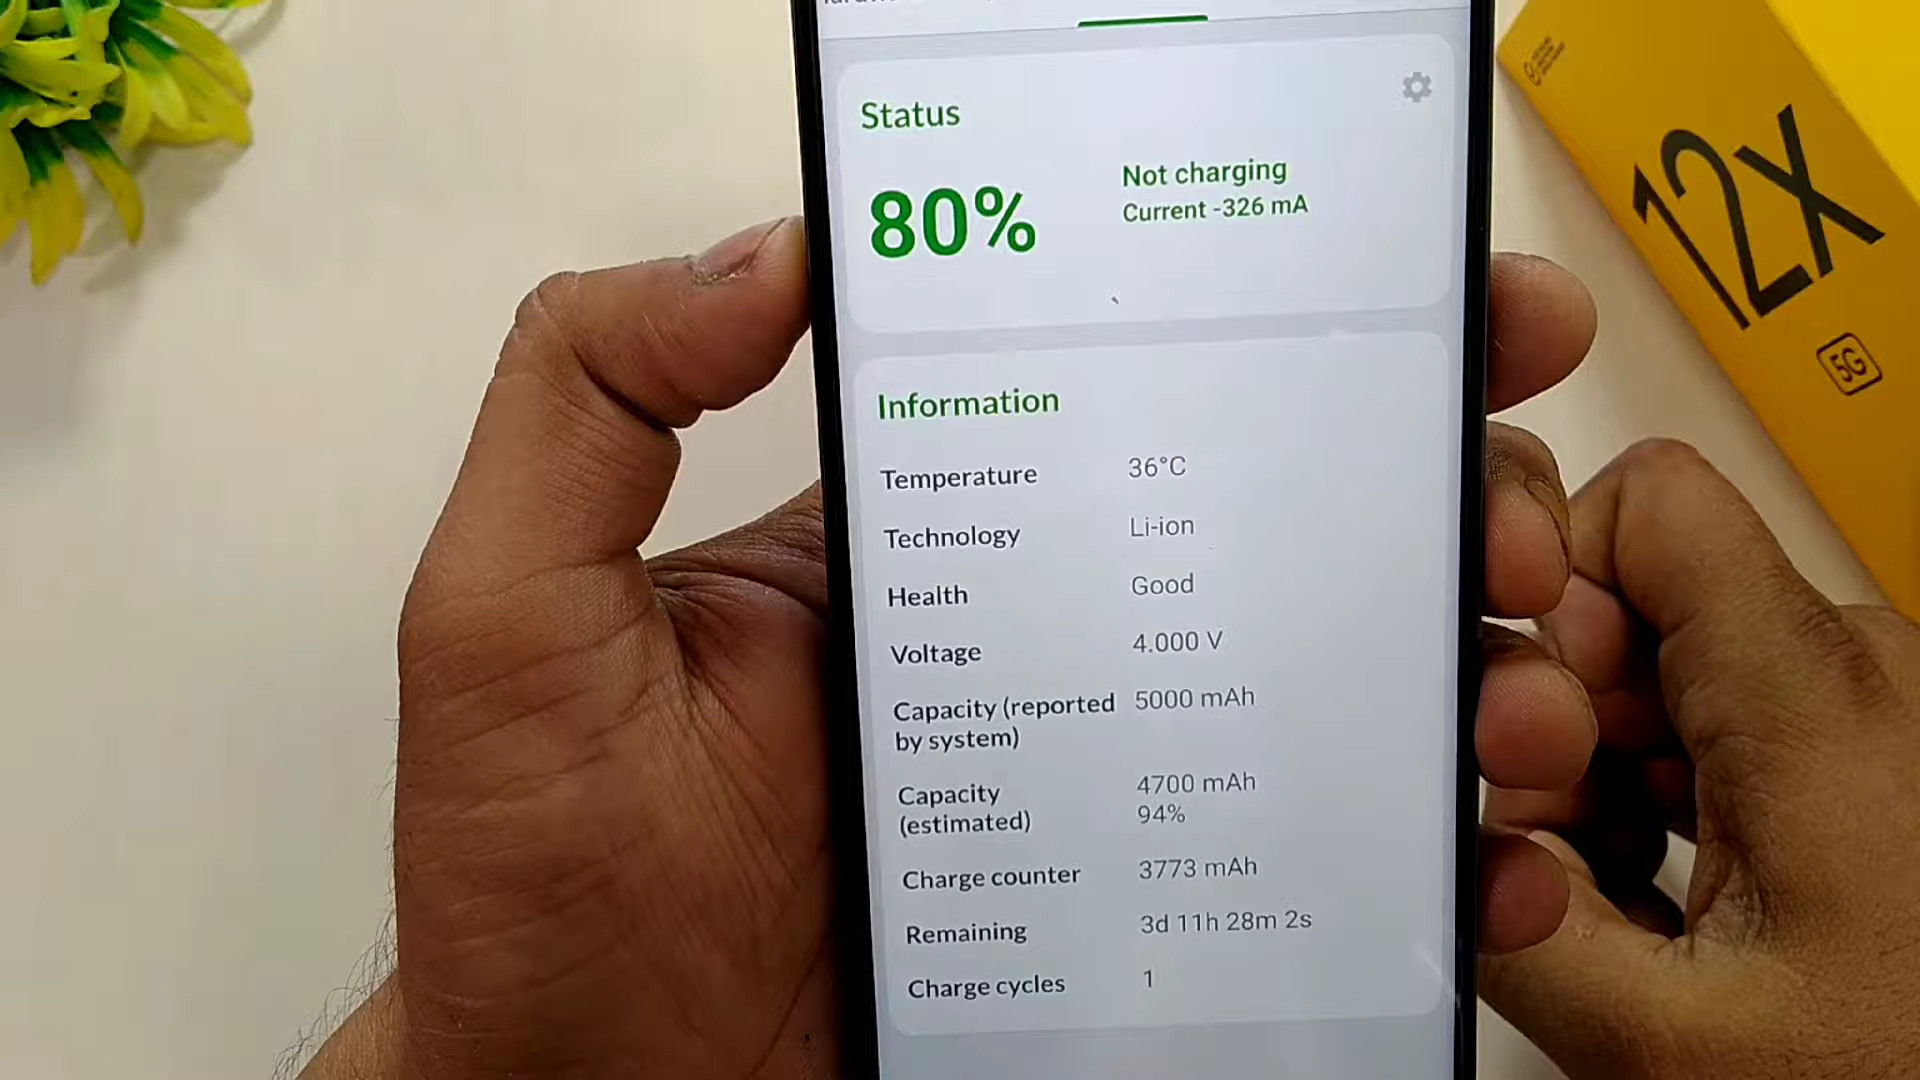 Status
80%
Not charging
Current -326 mA
Information
Temperature 36°C
Technology Li-ion
Health Good
Voltage 4.000 V
Capacity (reported by system) 5000 mAh
Capacity (estimated) 4700 mAh 94%
Charge counter 3773 mAh
Remaining 3d 11h 28m 2s
Charge cycles 1
12x
5G